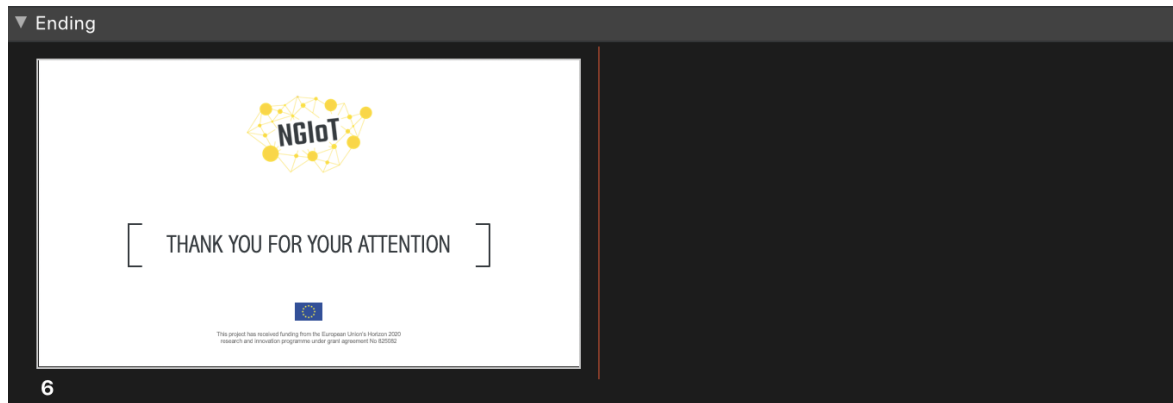 Ending
NGIoT
THANK YOU FOR YOUR ATTENTION
This project has received funding from the European Union's Horizon 2020
research and innovation programme under grant agreement No 825082
6